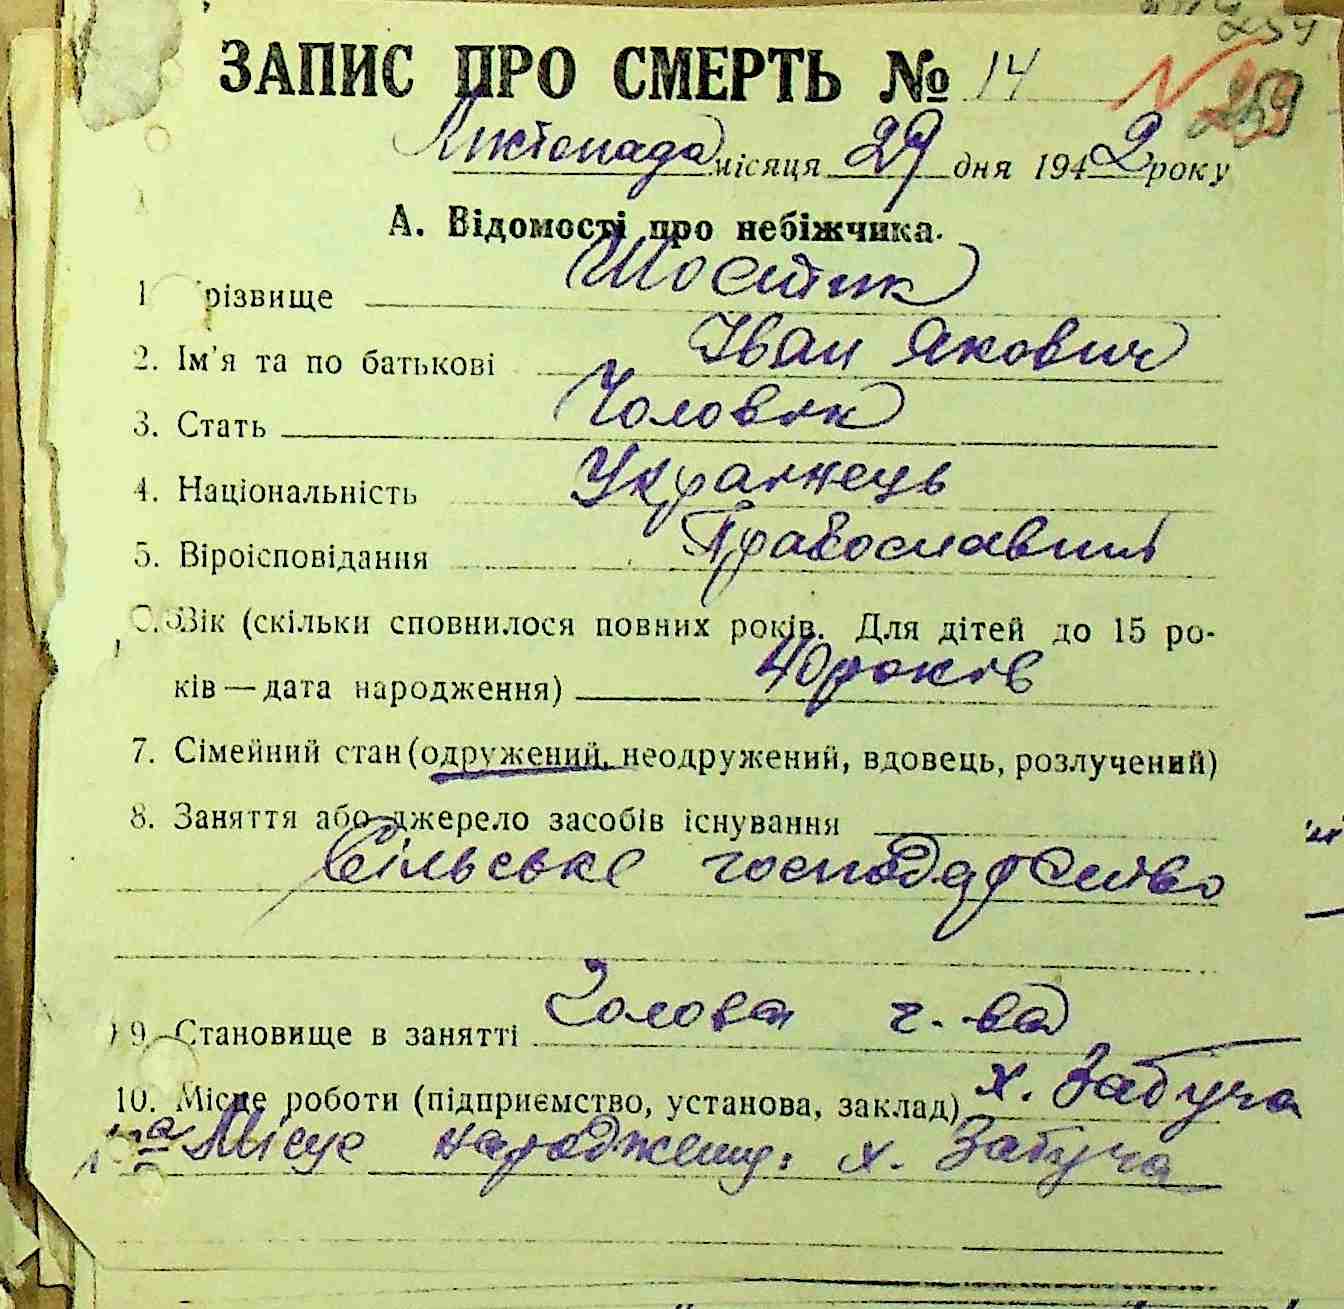 259
ЗАПИС ПРО СМЕРТЬ № 14
259
Листопада місяця 29 дня 1942 року
А. Відомості про небіжчика.
1 різвище Шостик
2. Ім'я та по батькові Іван Якович
3. Стать Чоловік
4. Національність Українець
5. Віроісповідання Православний
Вік (скільки сповнилося повних років. Для дітей до 15 ро-
ків — дата народження) 40 років
7. Сімейний стан (одружений, неодружений, вдовець, розлучений)
8. Заняття або джерело засобів існування
Сільське господарство
9. Становище в занятті Голова г.-ва
10. Місце роботи (підприємство, установа, заклад) х. Забуча
Місце народження: х. Забуча